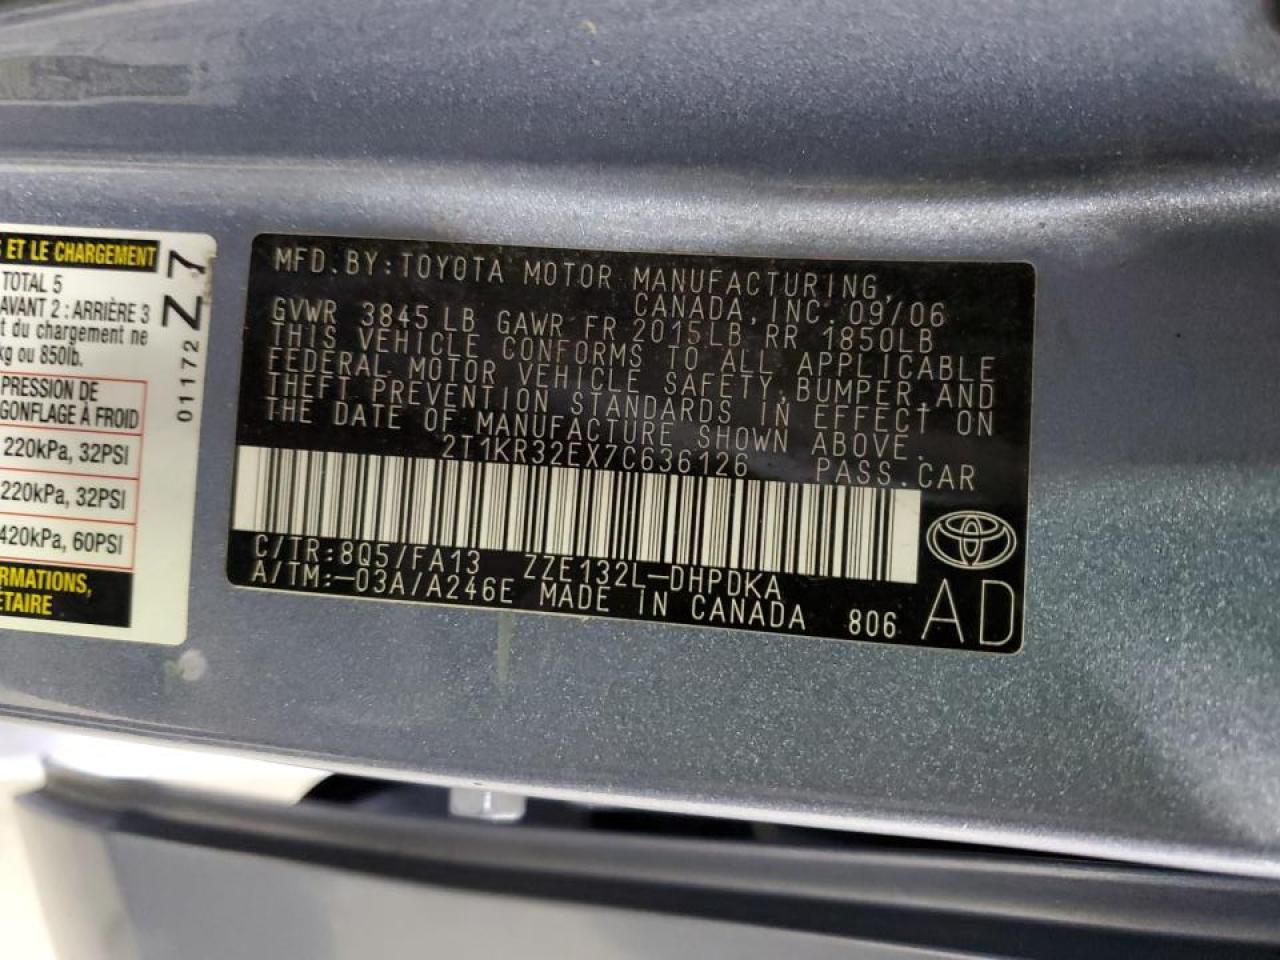 S ET LE CHARGEMENT
TOTAL 5
AVANT 2 : ARRIÈRE 3
t du chargement ne
kg ou 850lb.
PRESSION DE
GONFLAGE À FROID
220kPa, 32PSI
220kPa, 32PSI
420kPa, 60PSI
RMATIONS,
ÉTAIRE
01172 Z 7
MFD.BY:TOYOTA MOTOR MANUFACTURING,
CANADA,INC.09/06
GVWR 3845LB GAWR FR 2015LB RR 1850LB
THIS VEHICLE CONFORMS TO ALL APPLICABLE
FEDERAL MOTOR VEHICLE SAFETY,BUMPER,AND
THEFT PREVENTION STANDARDS IN EFFECT ON
THE DATE OF MANUFACTURE SHOWN ABOVE.
2T1KR32EX7C636126 PASS.CAR
C/TR:8Q5/FA13 ZZE132L-DHPDKA
A/TM:-03A/A246E MADE IN CANADA 806 AD